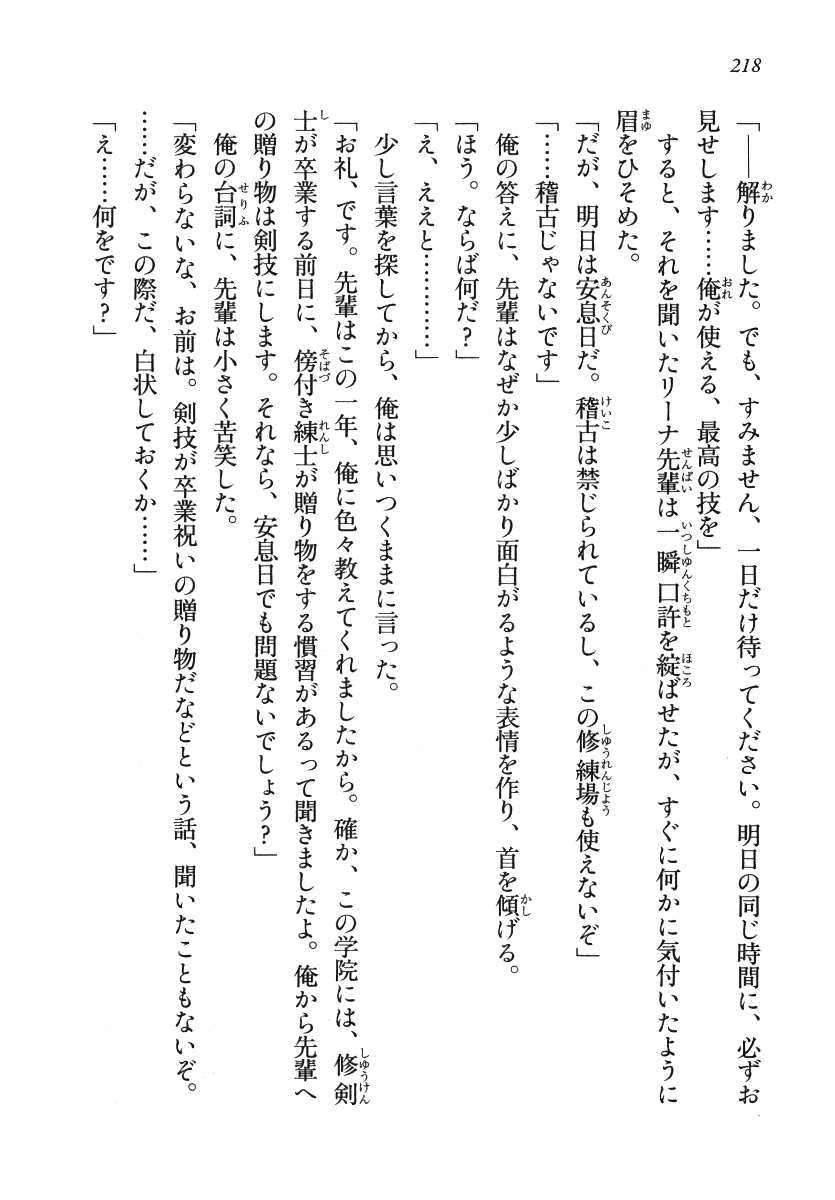 218
「――解りました。でも、すみません、一日だけ待ってください。明日の同じ時間に、必ずお
見せします……俺が使える、最高の技を」
すると、それを聞いたリーナ先輩は一瞬口許を綻ばせたが、すぐに何かに気付いたように
眉をひそめた。
「だが、明日は安息日だ。稽古は禁じられているし、この修練場も使えないぞ」
「……稽古じゃないです」
俺の答えに、先輩はなぜか少しばかり面白がるような表情を作り、首を傾げる。
「ほう。ならば何だ?」
「え、ええと…………」
少し言葉を探してから、俺は思いつくままに言った。
「お礼、です。先輩はこの一年、俺に色々教えてくれましたから。確か、この学院には、修剣
士が卒業する前日に、傍付き練士が贈り物をする慣習があるって聞きましたよ。俺から先輩へ
の贈り物は剣技にします。それなら、安息日でも問題ないでしょう?」
俺の台詞に、先輩は小さく苦笑した。
「変わらないな、お前は。剣技が卒業祝いの贈り物だなどという話、聞いたこともないぞ。
……だが、この際だ、白状しておくか……」
「え……何をです?」